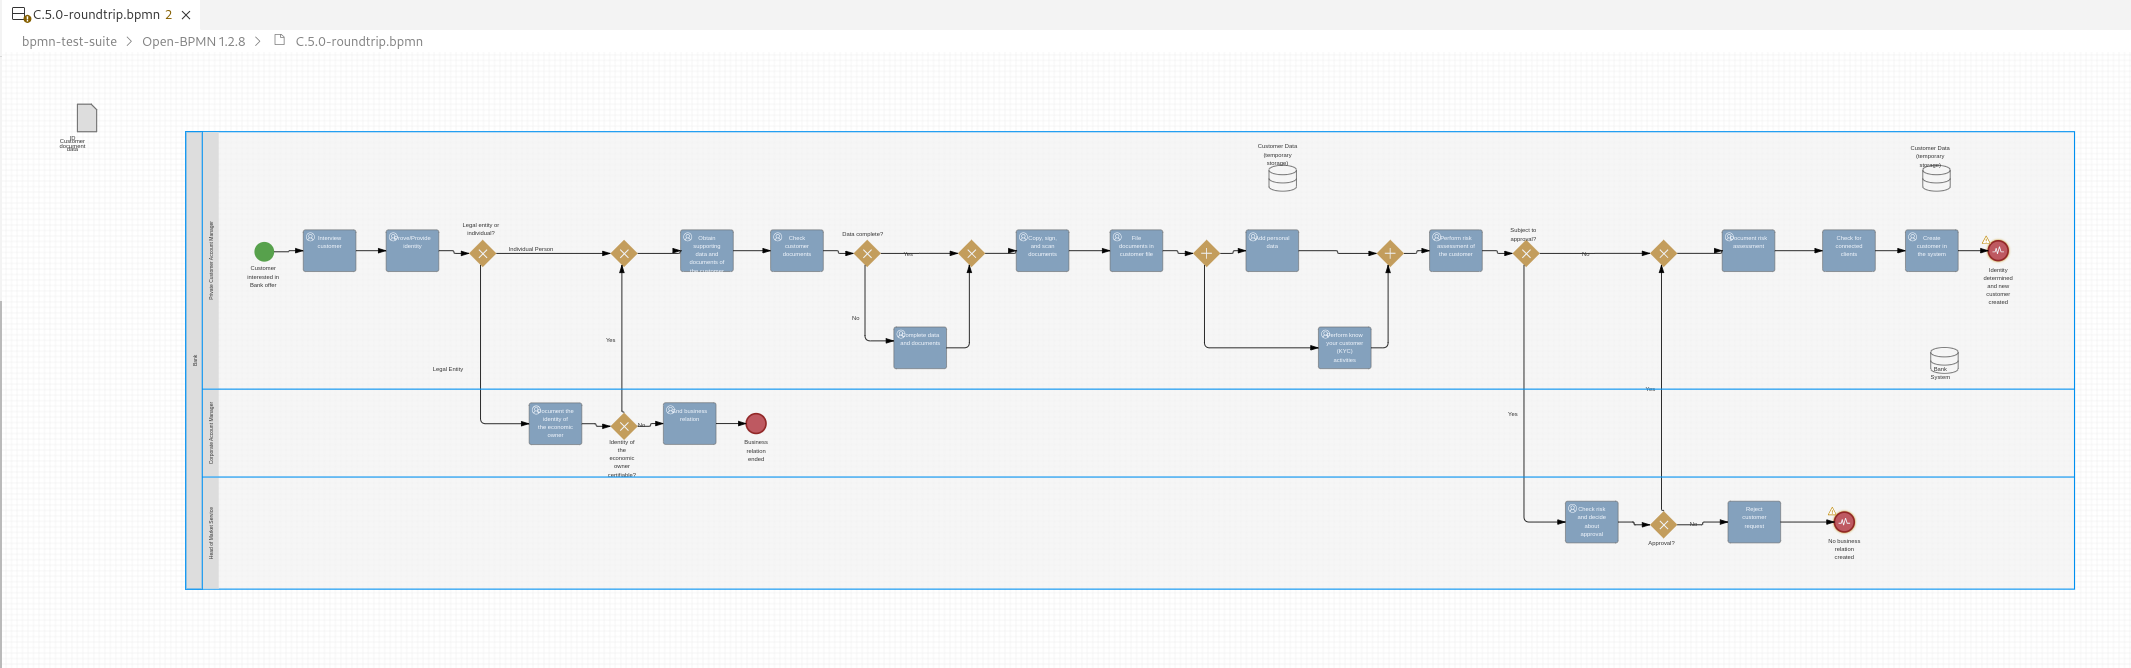 C.5.0-roundtrip.bpmn 2
bpmn-test-suite > Open-BPMN 1.2.8 > C.5.0-roundtrip.bpmn
ID
Customer
document
data
Bank
Private Customer Account Manager
Customer
interested in
Bank offer
Interview
customer
Prove/Provide
identity
Legal entity or
individual?
Individual Person
Legal Entity
Yes
Obtain
supporting
data and
documents of
the customer
Check
customer
documents
Data complete?
Yes
No
Complete data
and documents
Copy, sign,
and scan
documents
File
documents in
customer file
Customer Data
(temporary
storage)
Add personal
data
Perform know
your customer
(KYC)
activities
Perform risk
assessment of
the customer
Subject to
approval?
No
Yes
Yes
Document risk
assessment
Check for
connected
clients
Create
customer in
the system
Customer Data
(temporary
storage)
Identity
determined
and new
customer
created
Bank
System
Corporate Account Manager
Document the
identity of
the economic
owner
Identity of
the
economic
owner
certifiable?
No
End business
relation
Business
relation
ended
Head of Market Service
Check risk
and decide
about
approval
Approval?
No
Reject
customer
request
No business
relation
created